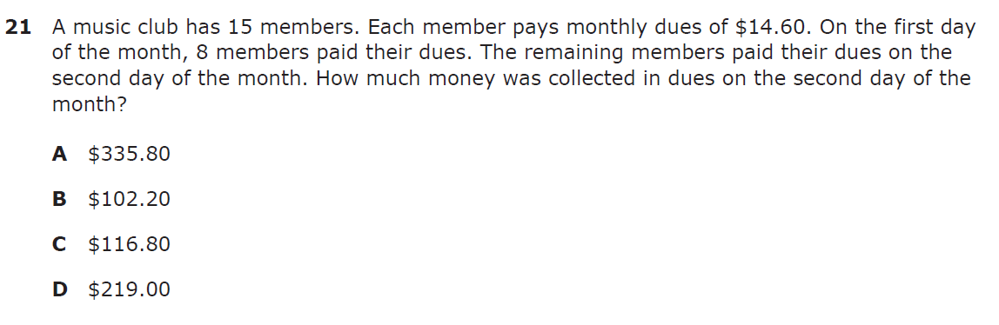 21 A music club has 15 members. Each member pays monthly dues of $14.60. On the first day
of the month, 8 members paid their dues. The remaining members paid their dues on the
second day of the month. How much money was collected in dues on the second day of the
month?
A $335.80
B $102.20
C $116.80
D $219.00